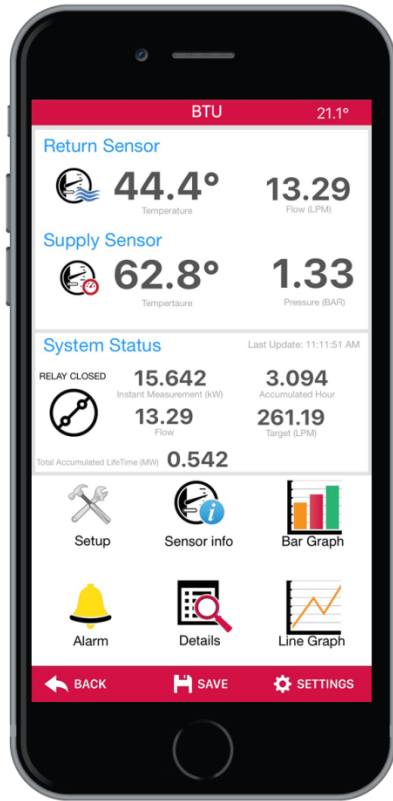 BTU 21.1°
Return Sensor
44.4° 13.29
Temperature Flow (LPM)
Supply Sensor
62.8° 1.33
Tempertaure Pressure (BAR)
System Status Last Update: 11:11:51 AM
RELAY CLOSED 15.642 3.094
Instant Measurement (kW) Accumulated Hour
13.29 261.19
Flow Target (LPM)
Total Accumulated LifeTime (MW) 0.542
Setup Sensor info Bar Graph
Alarm Details Line Graph
BACK SAVE SETTINGS